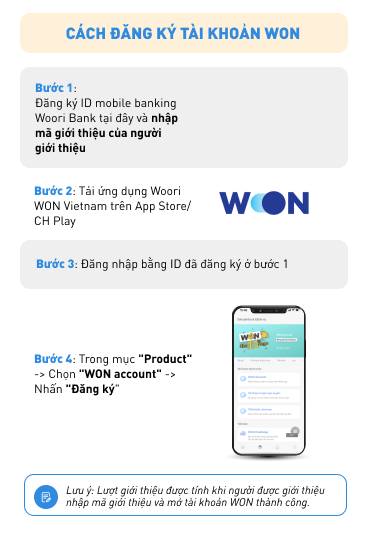 CÁCH ĐĂNG KÝ TÀI KHOẢN WON
Bước 1:
Đăng ký ID mobile banking
Woori Bank tại đây và nhập
mã giới thiệu của người
giới thiệu
Bước 2: Tải ứng dụng Woori
WON Vietnam trên App Store/
CH Play
WON
Bước 3: Đăng nhập bằng ID đã đăng ký ở bước 1
Bước 4: Trong mục "Product"
-> Chọn "WON account" ->
Nhấn "Đăng ký"
WON
Lưu ý: Lượt giới thiệu được tính khi người được giới thiệu
nhập mã giới thiệu và mở tài khoản WON thành công.